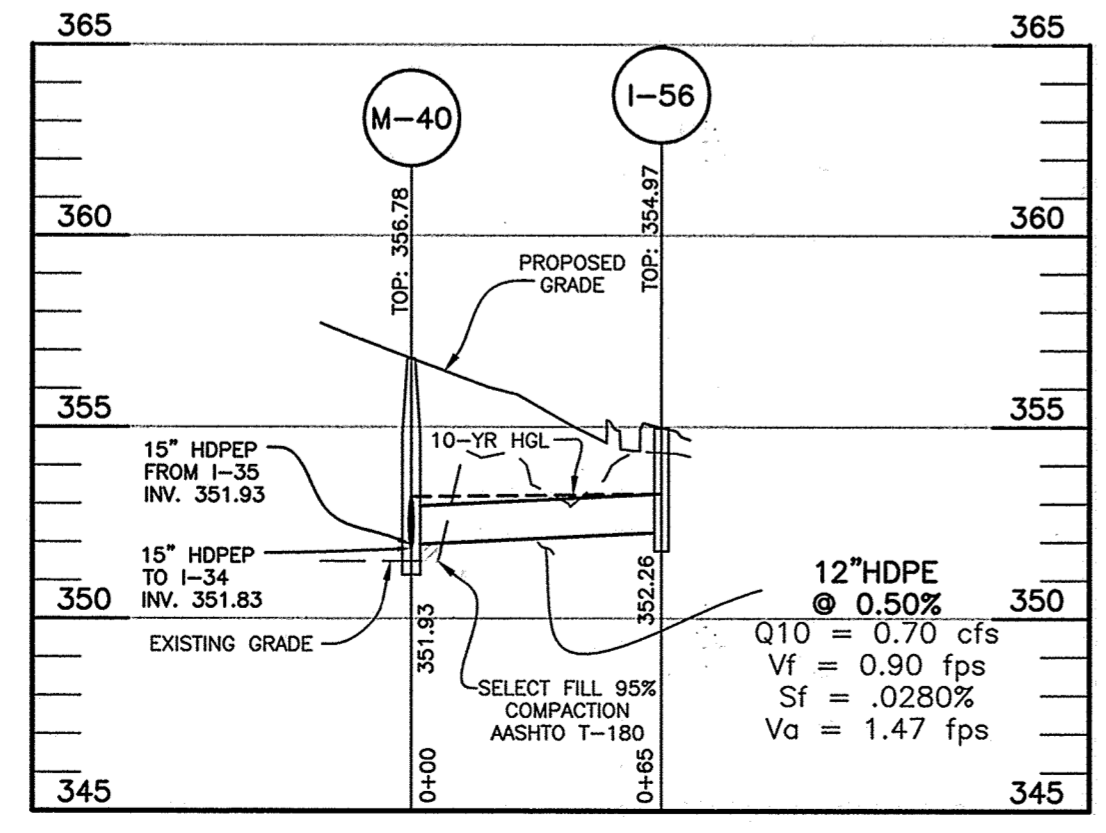 365
365
M-40
I-56
TOP: 356.78
TOP: 354.97
360
360
PROPOSED
GRADE
355
355
10-YR HGL
15" HDPEP
FROM I-35
INV. 351.93
15" HDPEP
TO I-34
INV. 351.83
350
350
EXISTING GRADE
351.93
352.26
12"HDPE
@ 0.50%
Q10 = 0.70 cfs
Vf = 0.90 fps
Sf = .0280%
Va = 1.47 fps
SELECT FILL 95%
COMPACTION
AASHTO T-180
0+00
0+65
345
345